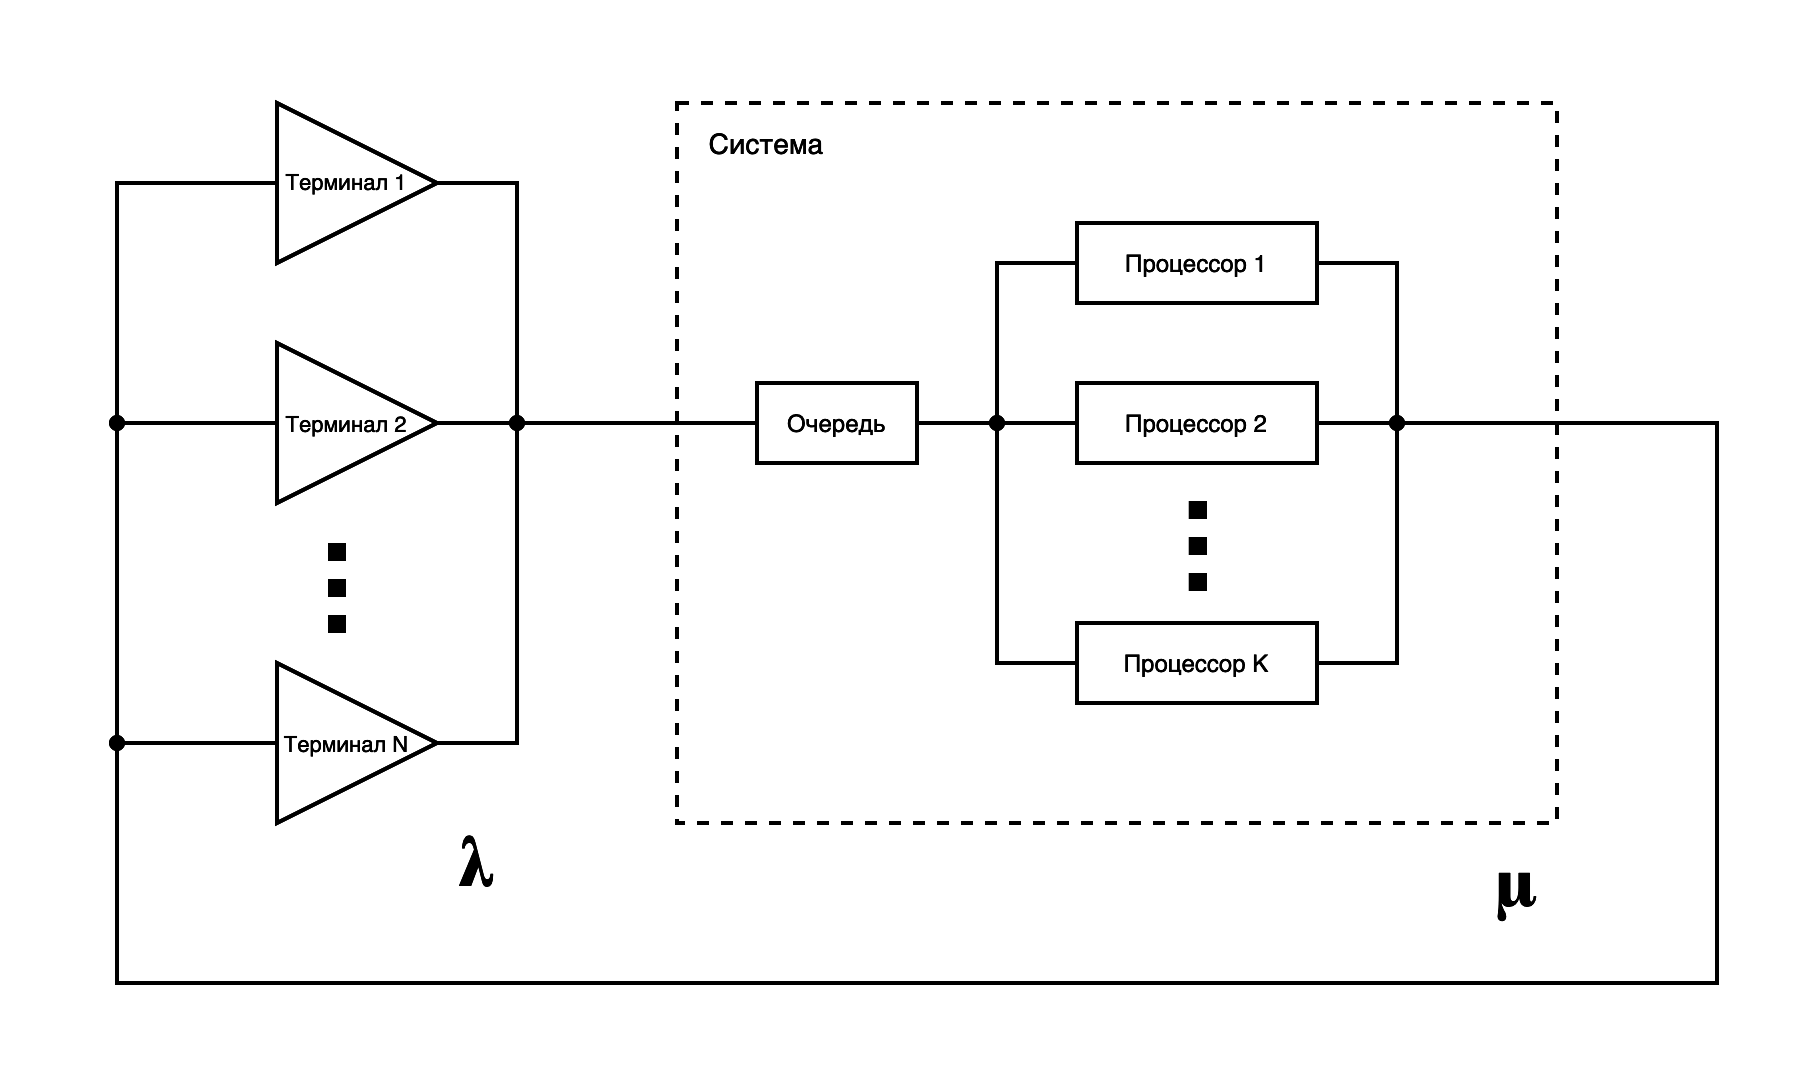 Система
Терминал 1
Процессор 1
Терминал 2
Очередь
Процессор 2
Процессор K
Терминал N
λ
μ